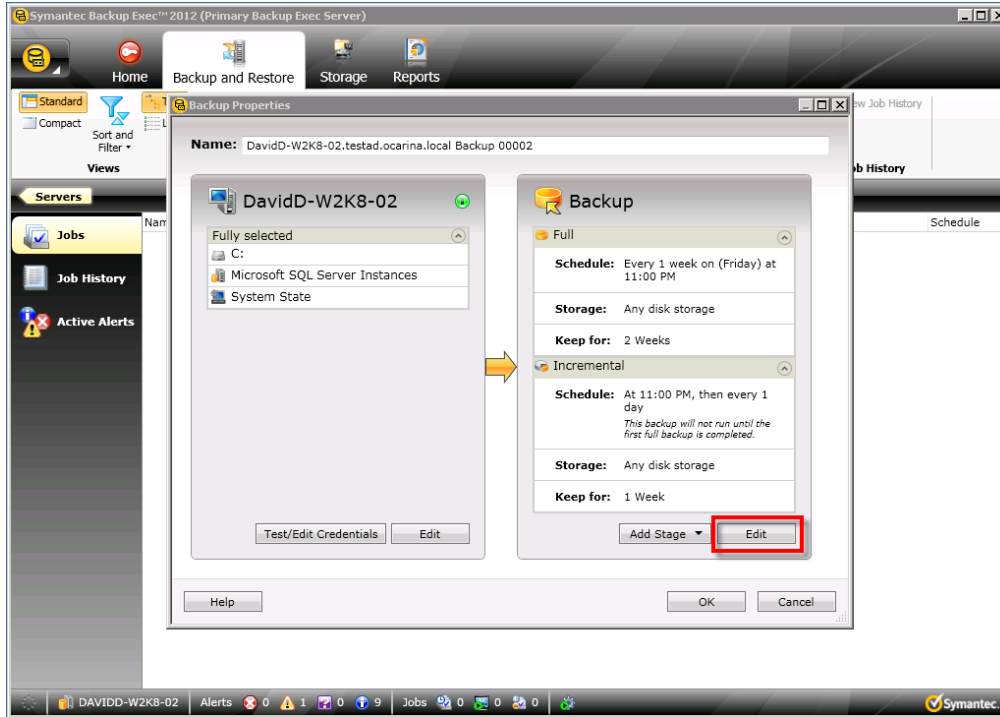 Symantec Backup Exec™ 2012 (Primary Backup Exec Server)
Home
Backup and Restore
Storage
Reports
Standard
Compact
Sort and
Filter
Views
Job History
Backup Properties
Name: DavidD-W2K8-02.testad.ocarina.local Backup 00002
Servers
Jobs
Job History
Active Alerts
Schedule
DavidD-W2K8-02
Fully selected
C:
Microsoft SQL Server Instances
System State
Test/Edit Credentials
Edit
Backup
Full
Schedule: Every 1 week on (Friday) at
11:00 PM
Storage: Any disk storage
Keep for: 2 Weeks
Incremental
Schedule: At 11:00 PM, then every 1
day
This backup will not run until the
first full backup is completed.
Storage: Any disk storage
Keep for: 1 Week
Add Stage
Edit
Help
OK
Cancel
DAVIDD-W2K8-02
Alerts 0 1 0 9
Jobs 0 0 0
Symantec.